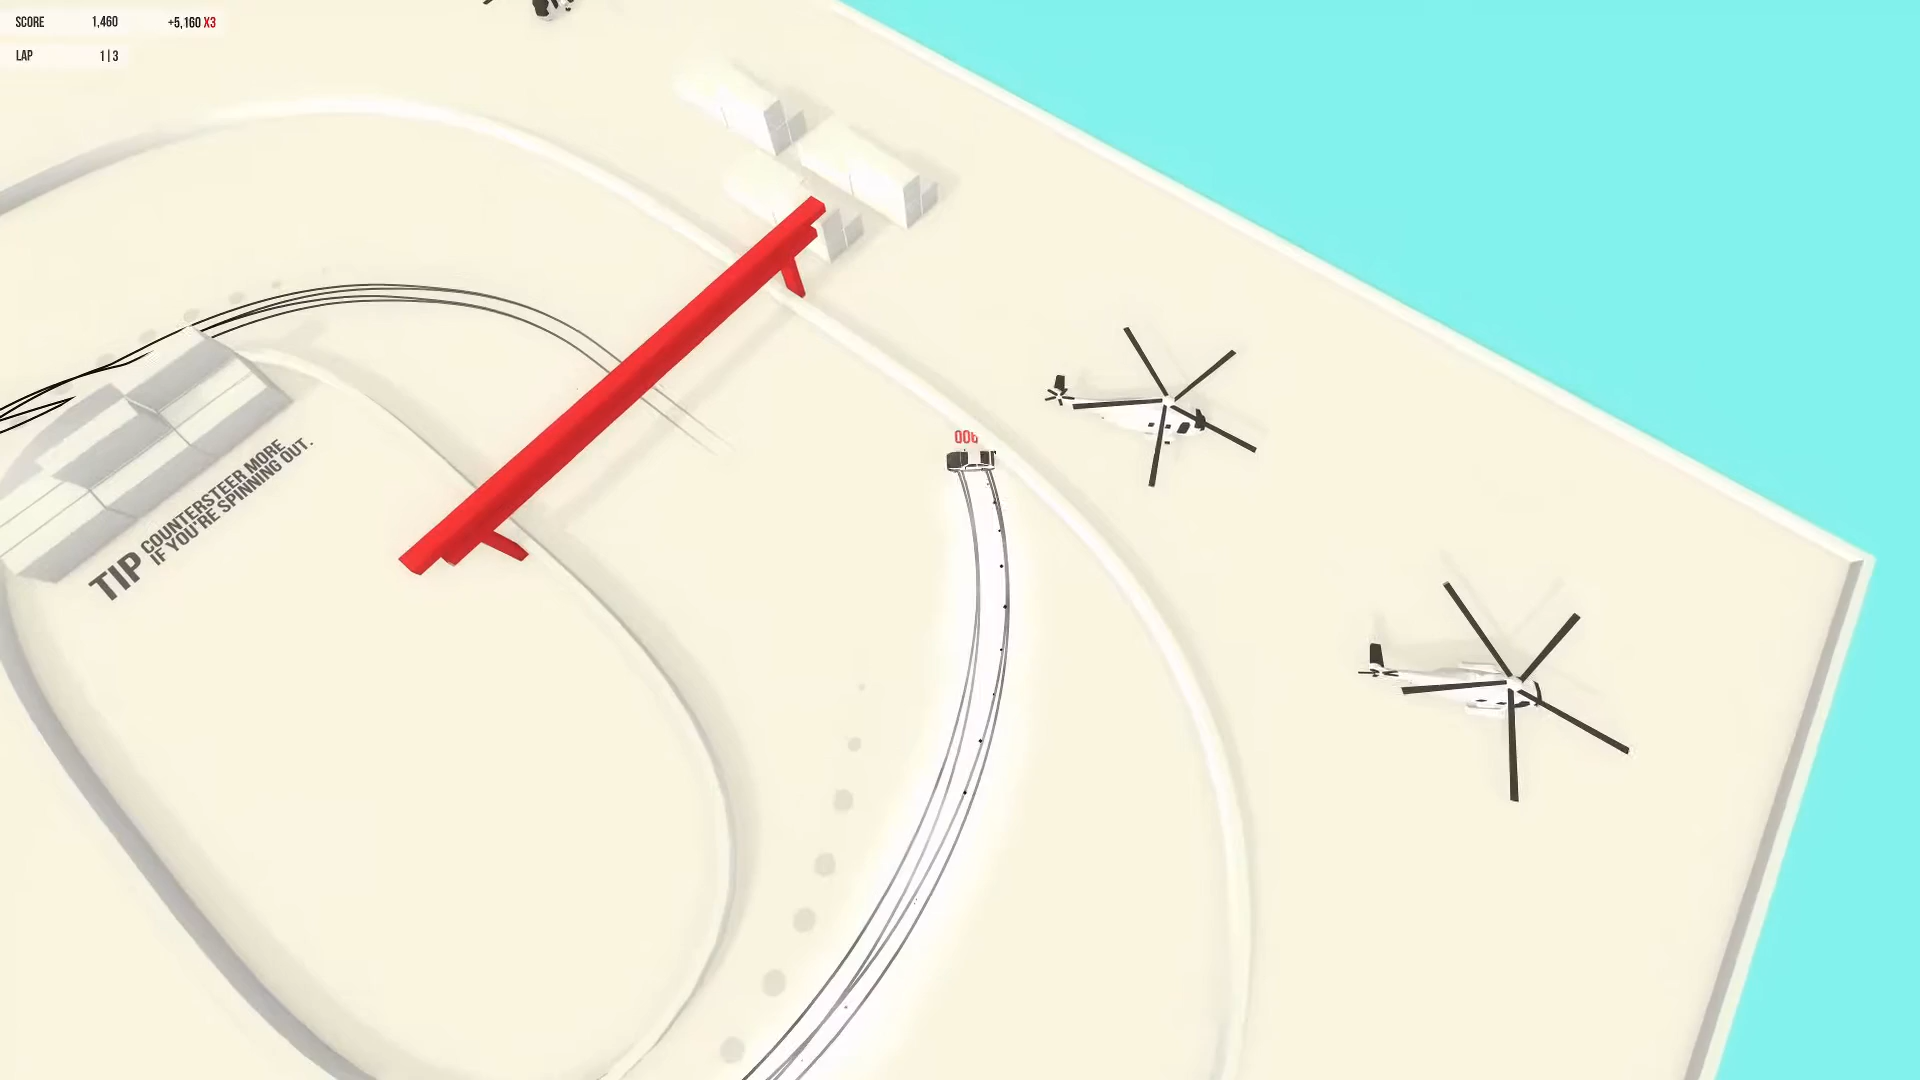 SCORE 1,460 +5,160 X3
LAP 1|3
TIP COUNTERSTEER MORE
IF YOU'RE SPINNING OUT.